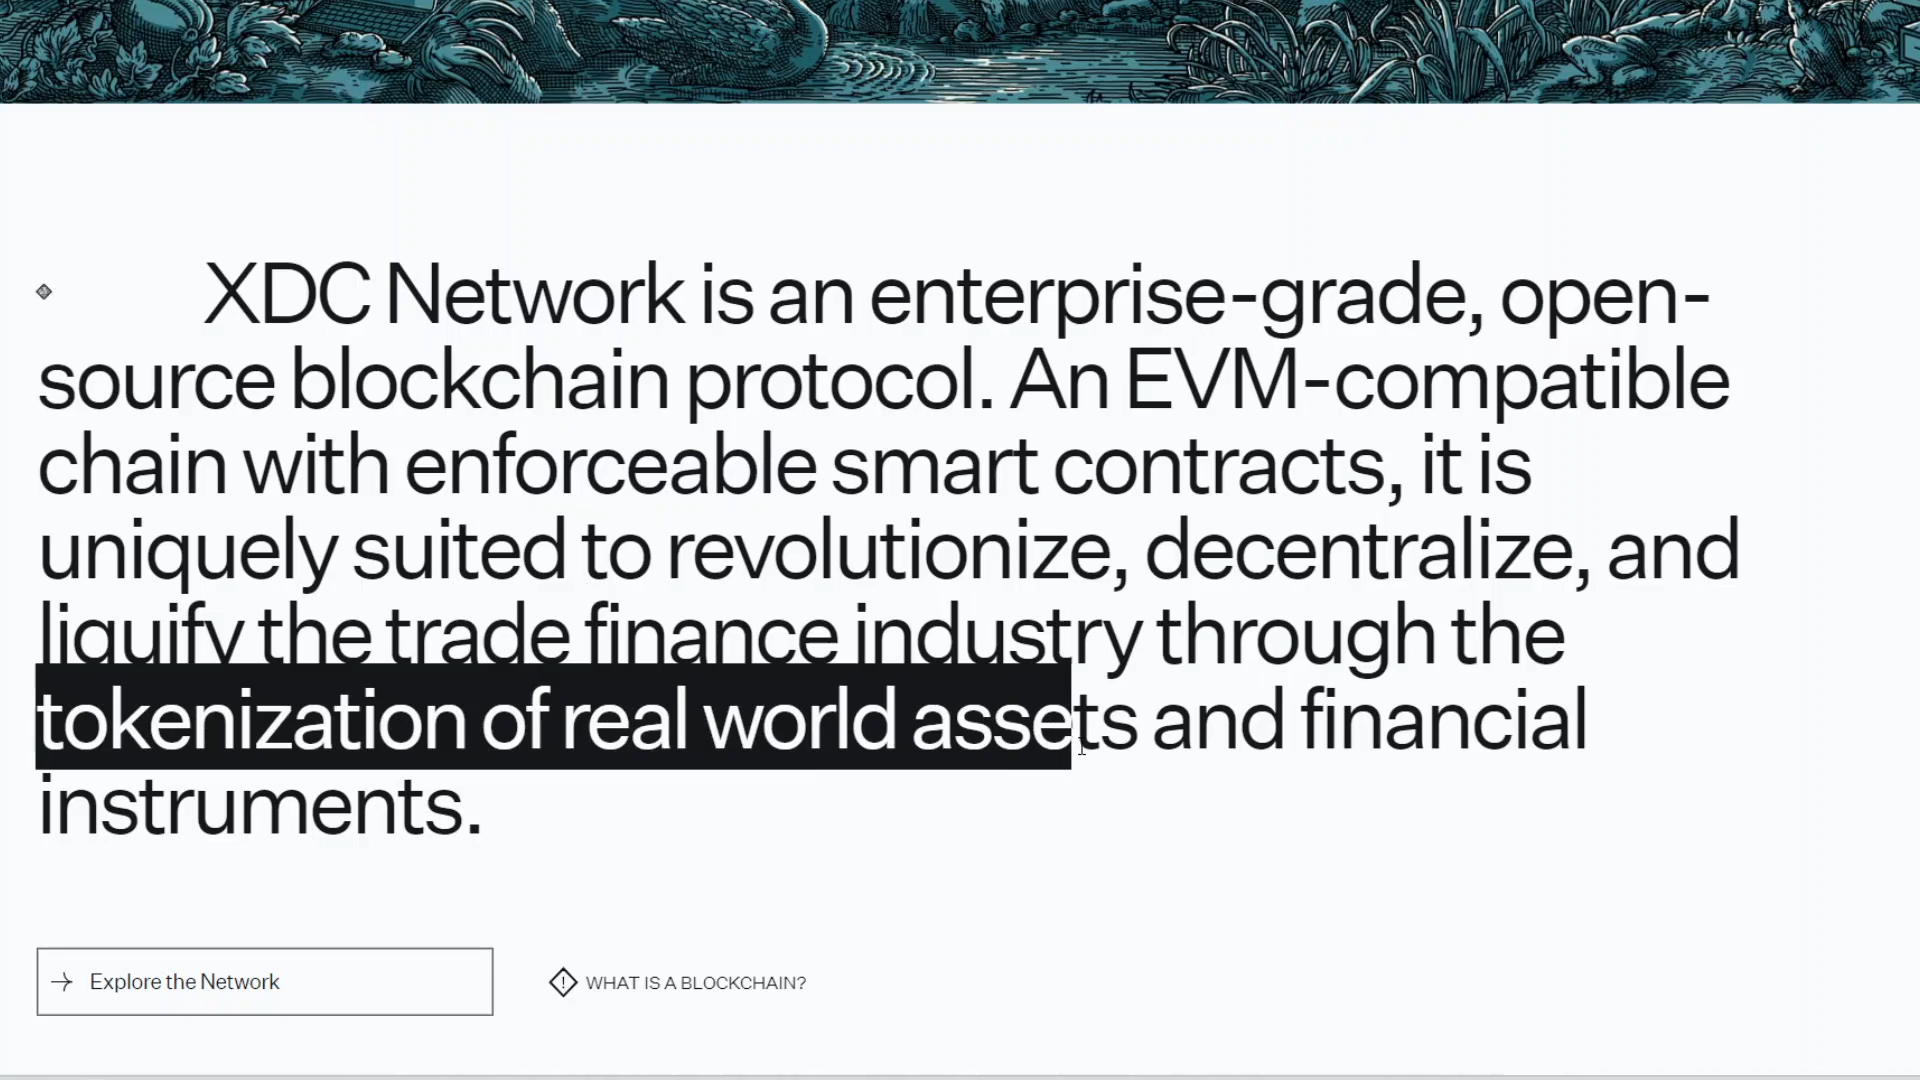 XDC Network is an enterprise-grade, open-
source blockchain protocol. An EVM-compatible
chain with enforceable smart contracts, it is
uniquely suited to revolutionize, decentralize, and
liquify the trade finance industry through the
tokenization of real world assets and financial
instruments.
Explore the Network
WHAT IS A BLOCKCHAIN?